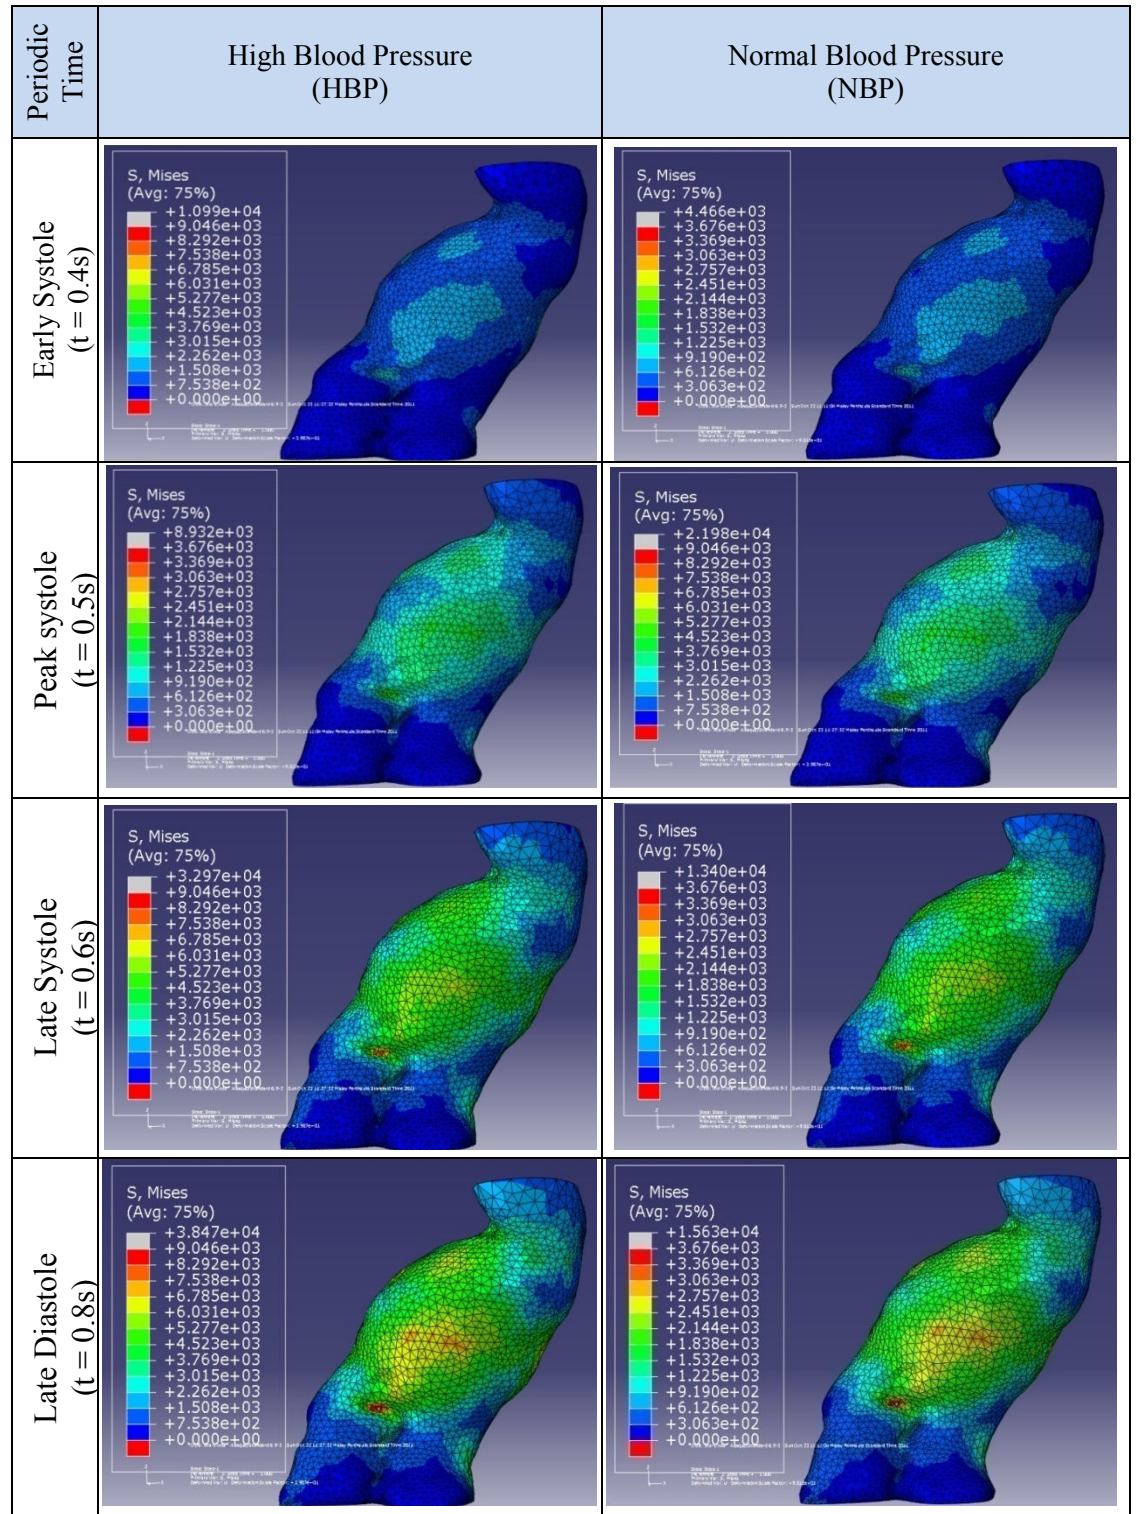 Periodic
Time
High Blood Pressure
(HBP)
Normal Blood Pressure
(NBP)
Early Systole
(t = 0.4s)
S, Mises
(Avg: 75%)
+1.099e+04
+9.046e+03
+8.292e+03
+7.538e+03
+6.785e+03
+6.031e+03
+5.277e+03
+4.523e+03
+3.769e+03
+3.015e+03
+2.262e+03
+1.508e+03
+7.538e+02
+0.000e+00
S, Mises
(Avg: 75%)
+4.466e+03
+3.676e+03
+3.369e+03
+3.063e+03
+2.757e+03
+2.451e+03
+2.144e+03
+1.838e+03
+1.532e+03
+1.225e+03
+9.190e+02
+6.126e+02
+3.063e+02
+0.000e+00
Peak systole
(t = 0.5s)
S, Mises
(Avg: 75%)
+8.932e+03
+3.676e+03
+3.369e+03
+3.063e+03
+2.757e+03
+2.451e+03
+2.144e+03
+1.838e+03
+1.532e+03
+1.225e+03
+9.190e+02
+6.126e+02
+3.063e+02
+0.000e+00
S, Mises
(Avg: 75%)
+2.198e+04
+9.046e+03
+8.292e+03
+7.538e+03
+6.785e+03
+6.031e+03
+5.277e+03
+4.523e+03
+3.769e+03
+3.015e+03
+2.262e+03
+1.508e+03
+7.538e+02
+0.000e+00
Late Systole
(t = 0.6s)
S, Mises
(Avg: 75%)
+3.297e+04
+9.046e+03
+8.292e+03
+7.538e+03
+6.785e+03
+6.031e+03
+5.277e+03
+4.523e+03
+3.769e+03
+3.015e+03
+2.262e+03
+1.508e+03
+7.538e+02
+0.000e+00
S, Mises
(Avg: 75%)
+1.340e+04
+3.676e+03
+3.369e+03
+3.063e+03
+2.757e+03
+2.451e+03
+2.144e+03
+1.838e+03
+1.532e+03
+1.225e+03
+9.190e+02
+6.126e+02
+3.063e+02
+0.000e+00
Late Diastole
(t = 0.8s)
S, Mises
(Avg: 75%)
+3.847e+04
+9.046e+03
+8.292e+03
+7.538e+03
+6.785e+03
+6.031e+03
+5.277e+03
+4.523e+03
+3.769e+03
+3.015e+03
+2.262e+03
+1.508e+03
+7.538e+02
+0.000e+00
S, Mises
(Avg: 75%)
+1.563e+04
+3.676e+03
+3.369e+03
+3.063e+03
+2.757e+03
+2.451e+03
+2.144e+03
+1.838e+03
+1.532e+03
+1.225e+03
+9.190e+02
+6.126e+02
+3.063e+02
+0.000e+00